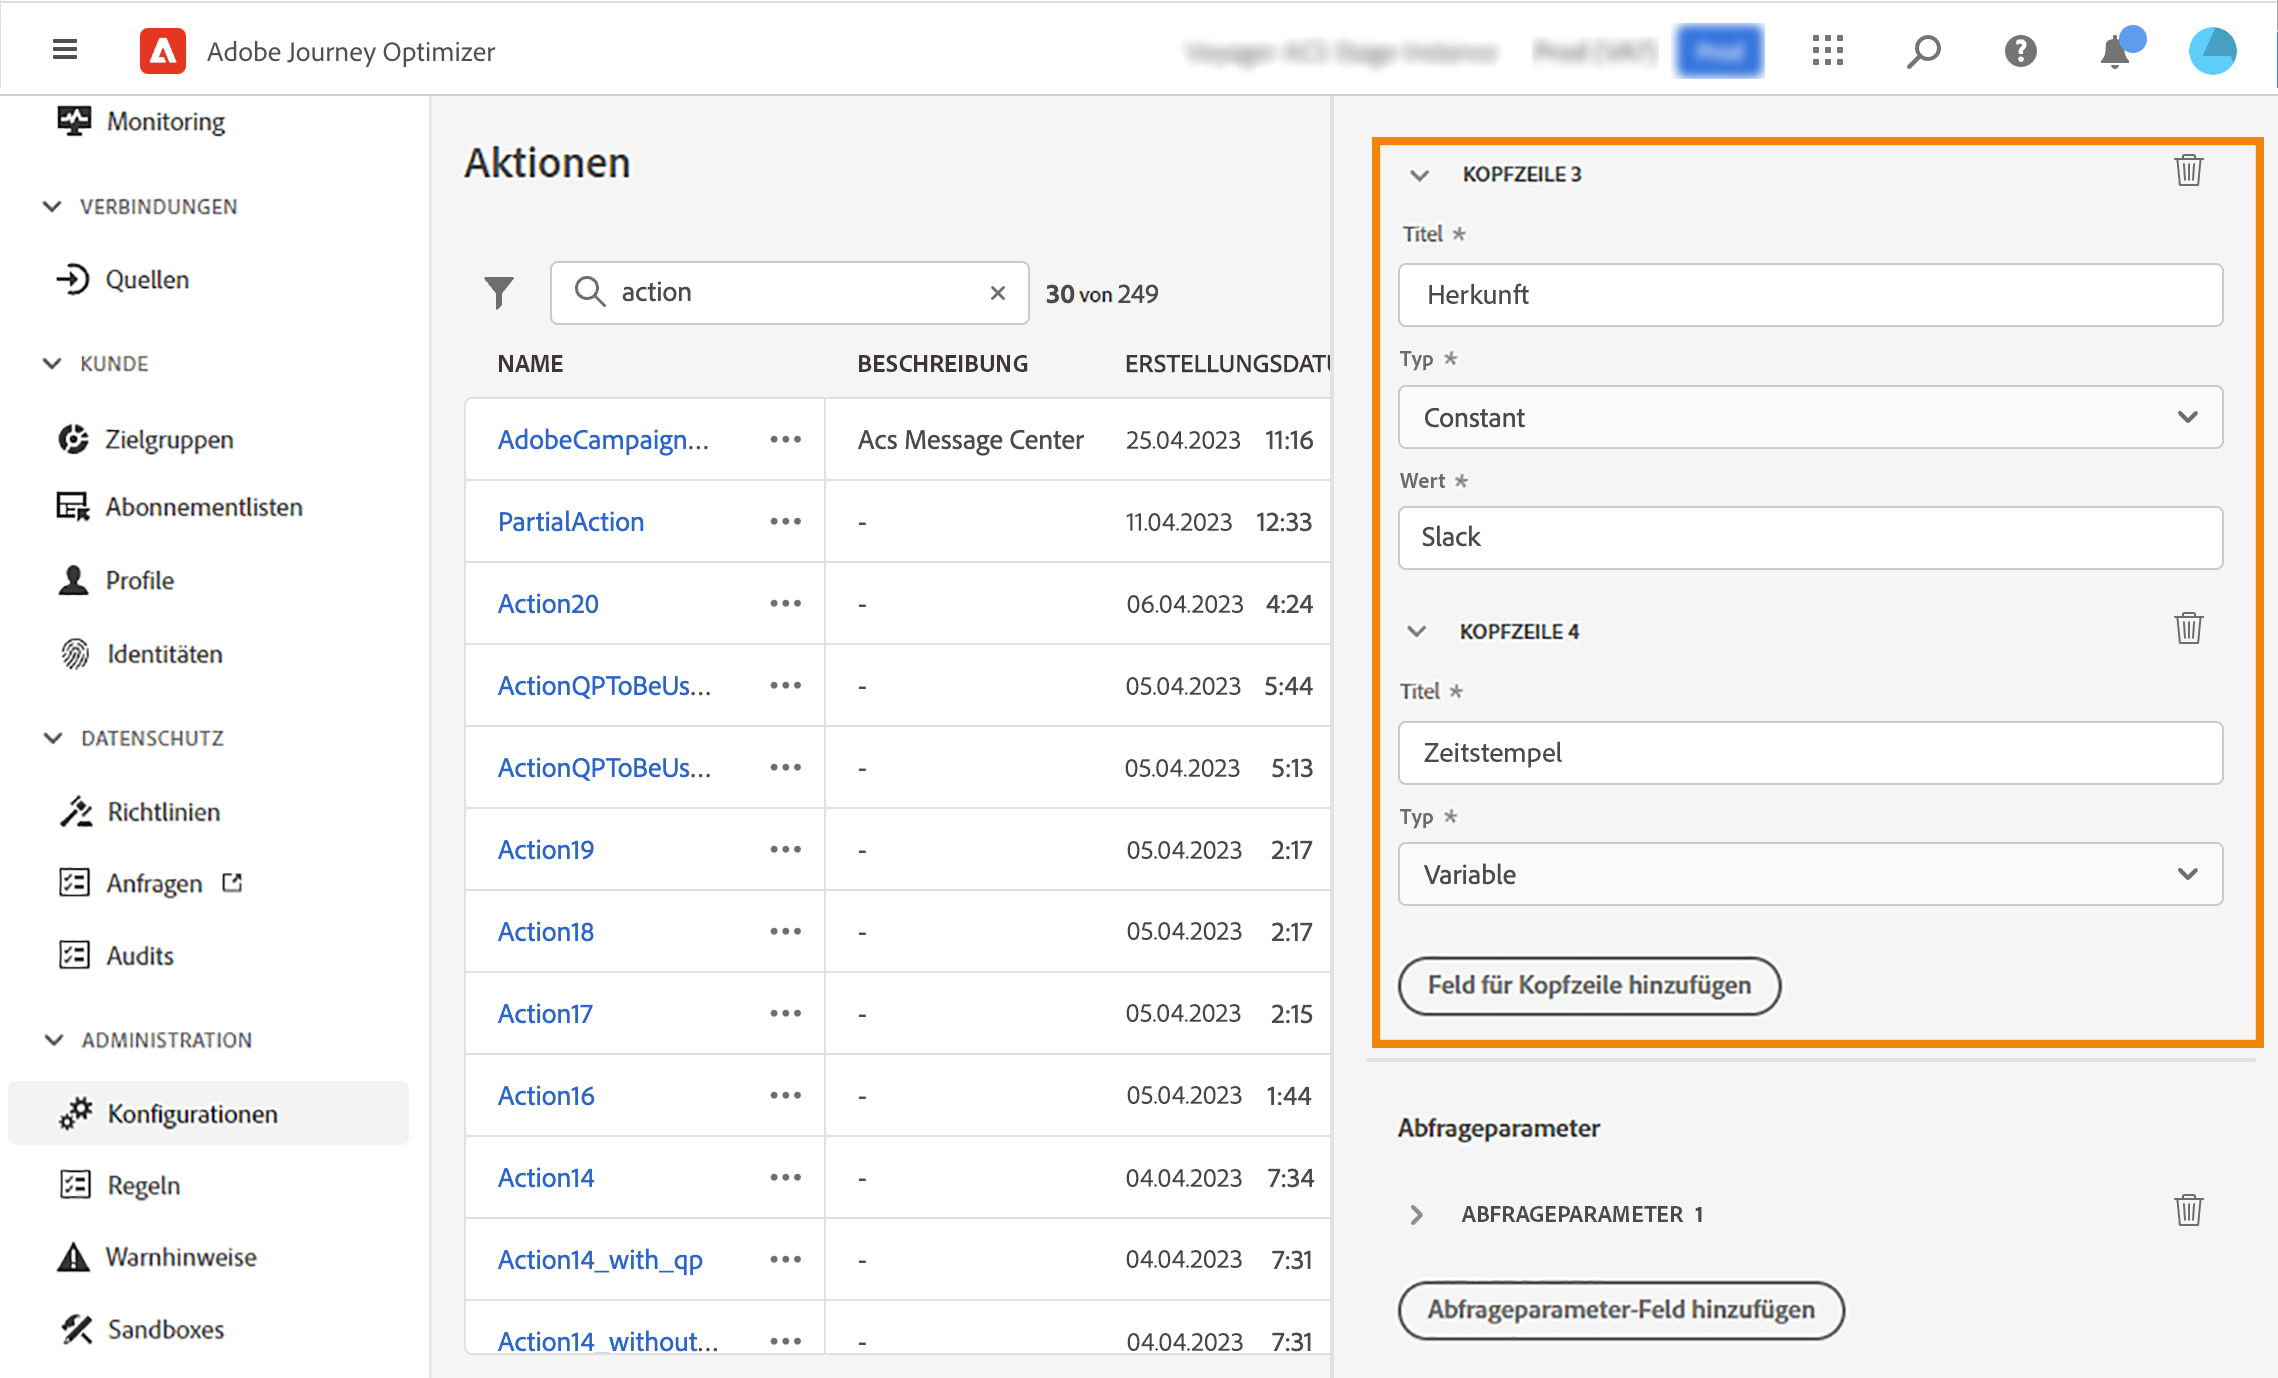 Adobe Journey Optimizer
Monitoring
VERBINDUNGEN
Quellen
KUNDE
Zielgruppen
Abonnementlisten
Profile
Identitäten
DATENSCHUTZ
Richtlinien
Anfragen
Audits
ADMINISTRATION
Konfigurationen
Regeln
Warnhinweise
Sandboxes
Aktionen
action
30 von 249
NAME BESCHREIBUNG ERSTELLUNGSDATU
AdobeCampaign... Acs Message Center 25.04.2023 11:16
PartialAction - 11.04.2023 12:33
Action20 - 06.04.2023 4:24
ActionQPToBeUs... - 05.04.2023 5:44
ActionQPToBeUs... - 05.04.2023 5:13
Action19 - 05.04.2023 2:17
Action18 - 05.04.2023 2:17
Action17 - 05.04.2023 2:15
Action16 - 05.04.2023 1:44
Action14 - 04.04.2023 7:34
Action14_with_qp - 04.04.2023 7:31
Action14_without... - 04.04.2023 7:31
KOPFZEILE 3
Titel *
Herkunft
Typ *
Constant
Wert *
Slack
KOPFZEILE 4
Titel *
Zeitstempel
Typ *
Variable
Feld für Kopfzeile hinzufügen
Abfrageparameter
ABFRAGEPARAMETER 1
Abfrageparameter-Feld hinzufügen